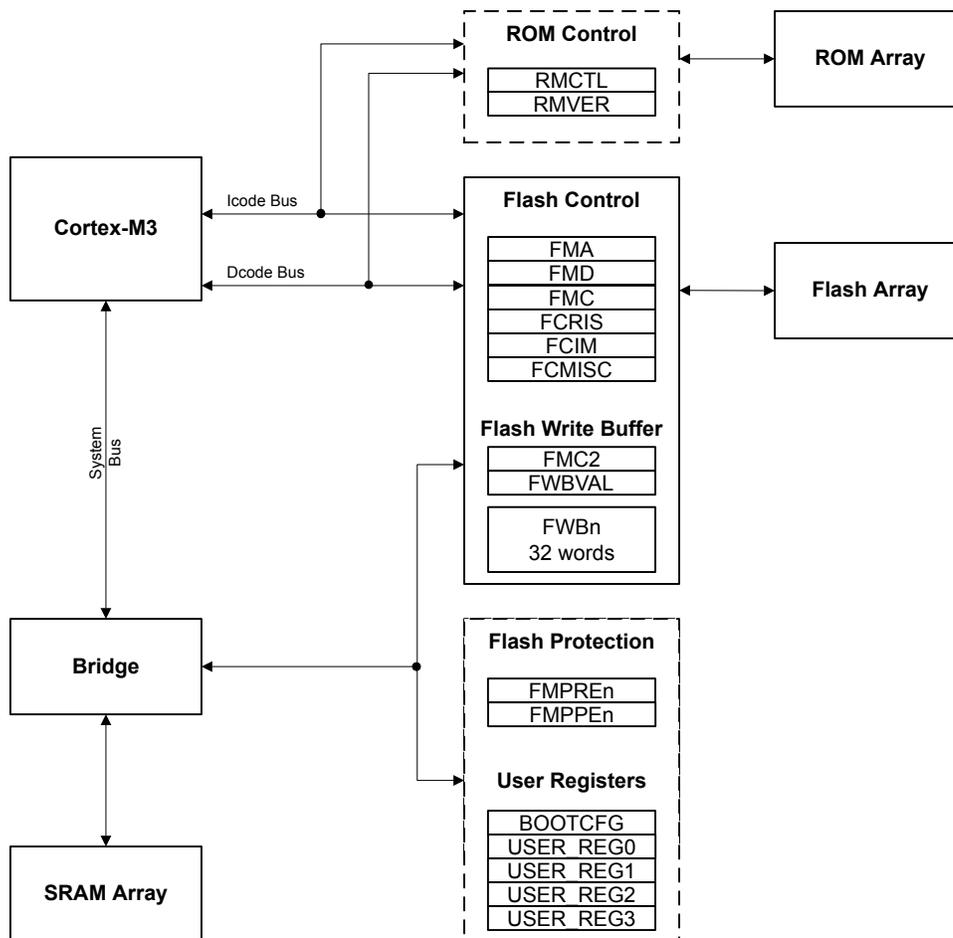 ROM Control
RMCTL
RMVER
ROM Array
Cortex-M3
Icode Bus
Dcode Bus
Flash Control
FMA
FMD
FMC
FCRIS
FCIM
FCMISC
Flash Array
System
Bus
Flash Write Buffer
FMC2
FWBVAL
FWBn
32 words
Bridge
Flash Protection
FMPREn
FMPPEn
User Registers
BOOTCFG
USER_REG0
USER_REG1
USER_REG2
USER_REG3
SRAM Array